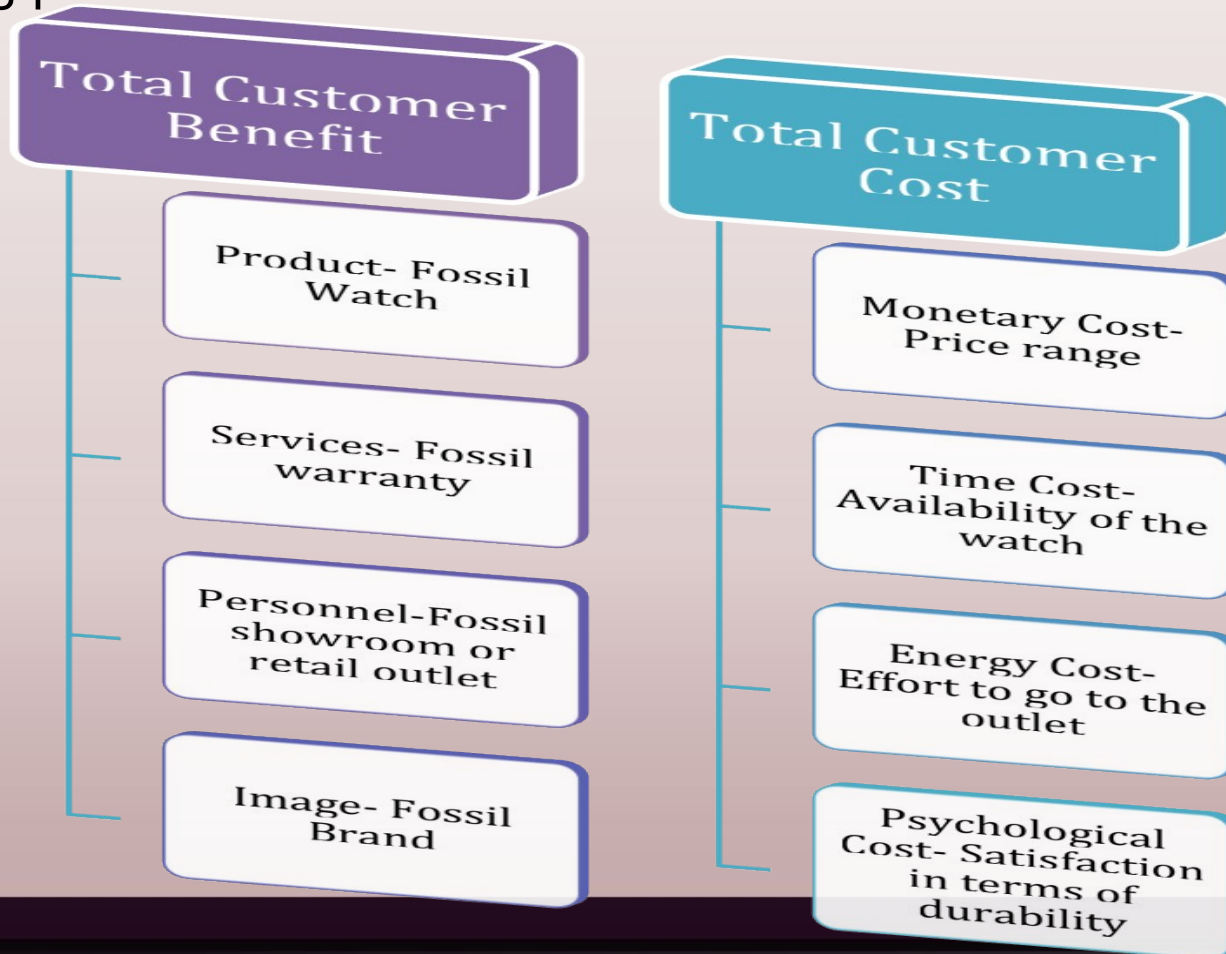 Total Customer
Benefit
Product- Fossil
Watch
Services- Fossil
warranty
Personnel-Fossil
showroom or
retail outlet
Image- Fossil
Brand
Total Customer
Cost
Monetary Cost-
Price range
Time Cost-
Availability of the
watch
Energy Cost-
Effort to go to the
outlet
Psychological
Cost- Satisfaction
in terms of
durability